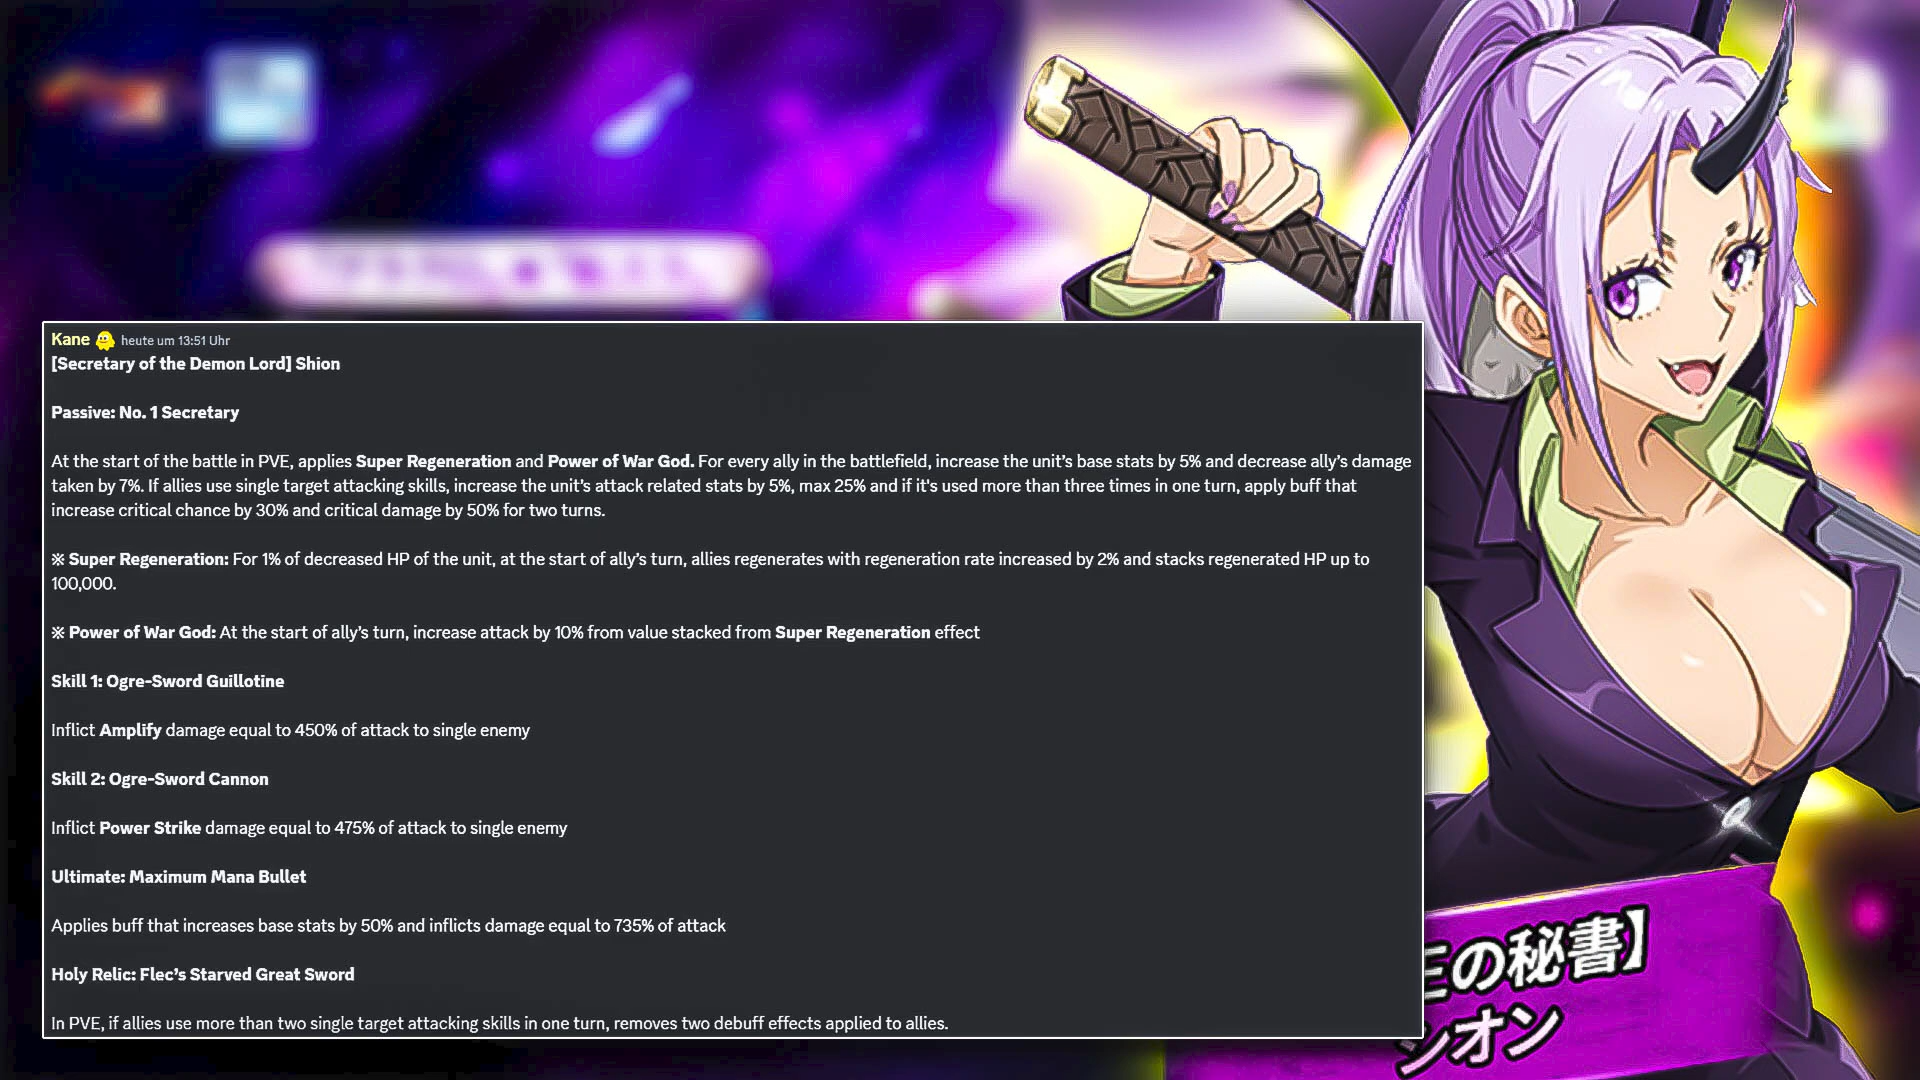 Kane heute um 13:51 Uhr
[Secretary of the Demon Lord] Shion
Passive: No. 1 Secretary
At the start of the battle in PVE, applies Super Regeneration and Power of War God. For every ally in the battlefield, increase the unit’s base stats by 5% and decrease ally’s damage
taken by 7%. If allies use single target attacking skills, increase the unit’s attack related stats by 5%, max 25% and if it's used more than three times in one turn, apply buff that
increase critical chance by 30% and critical damage by 50% for two turns.
※ Super Regeneration: For 1% of decreased HP of the unit, at the start of ally’s turn, allies regenerates with regeneration rate increased by 2% and stacks regenerated HP up to
100,000.
※ Power of War God: At the start of ally’s turn, increase attack by 10% from value stacked from Super Regeneration effect
Skill 1: Ogre-Sword Guillotine
Inflict Amplify damage equal to 450% of attack to single enemy
Skill 2: Ogre-Sword Cannon
Inflict Power Strike damage equal to 475% of attack to single enemy
Ultimate: Maximum Mana Bullet
Applies buff that increases base stats by 50% and inflicts damage equal to 735% of attack
Holy Relic: Flec’s Starved Great Sword
In PVE, if allies use more than two single target attacking skills in one turn, removes two debuff effects applied to allies.
の秘書】
オン